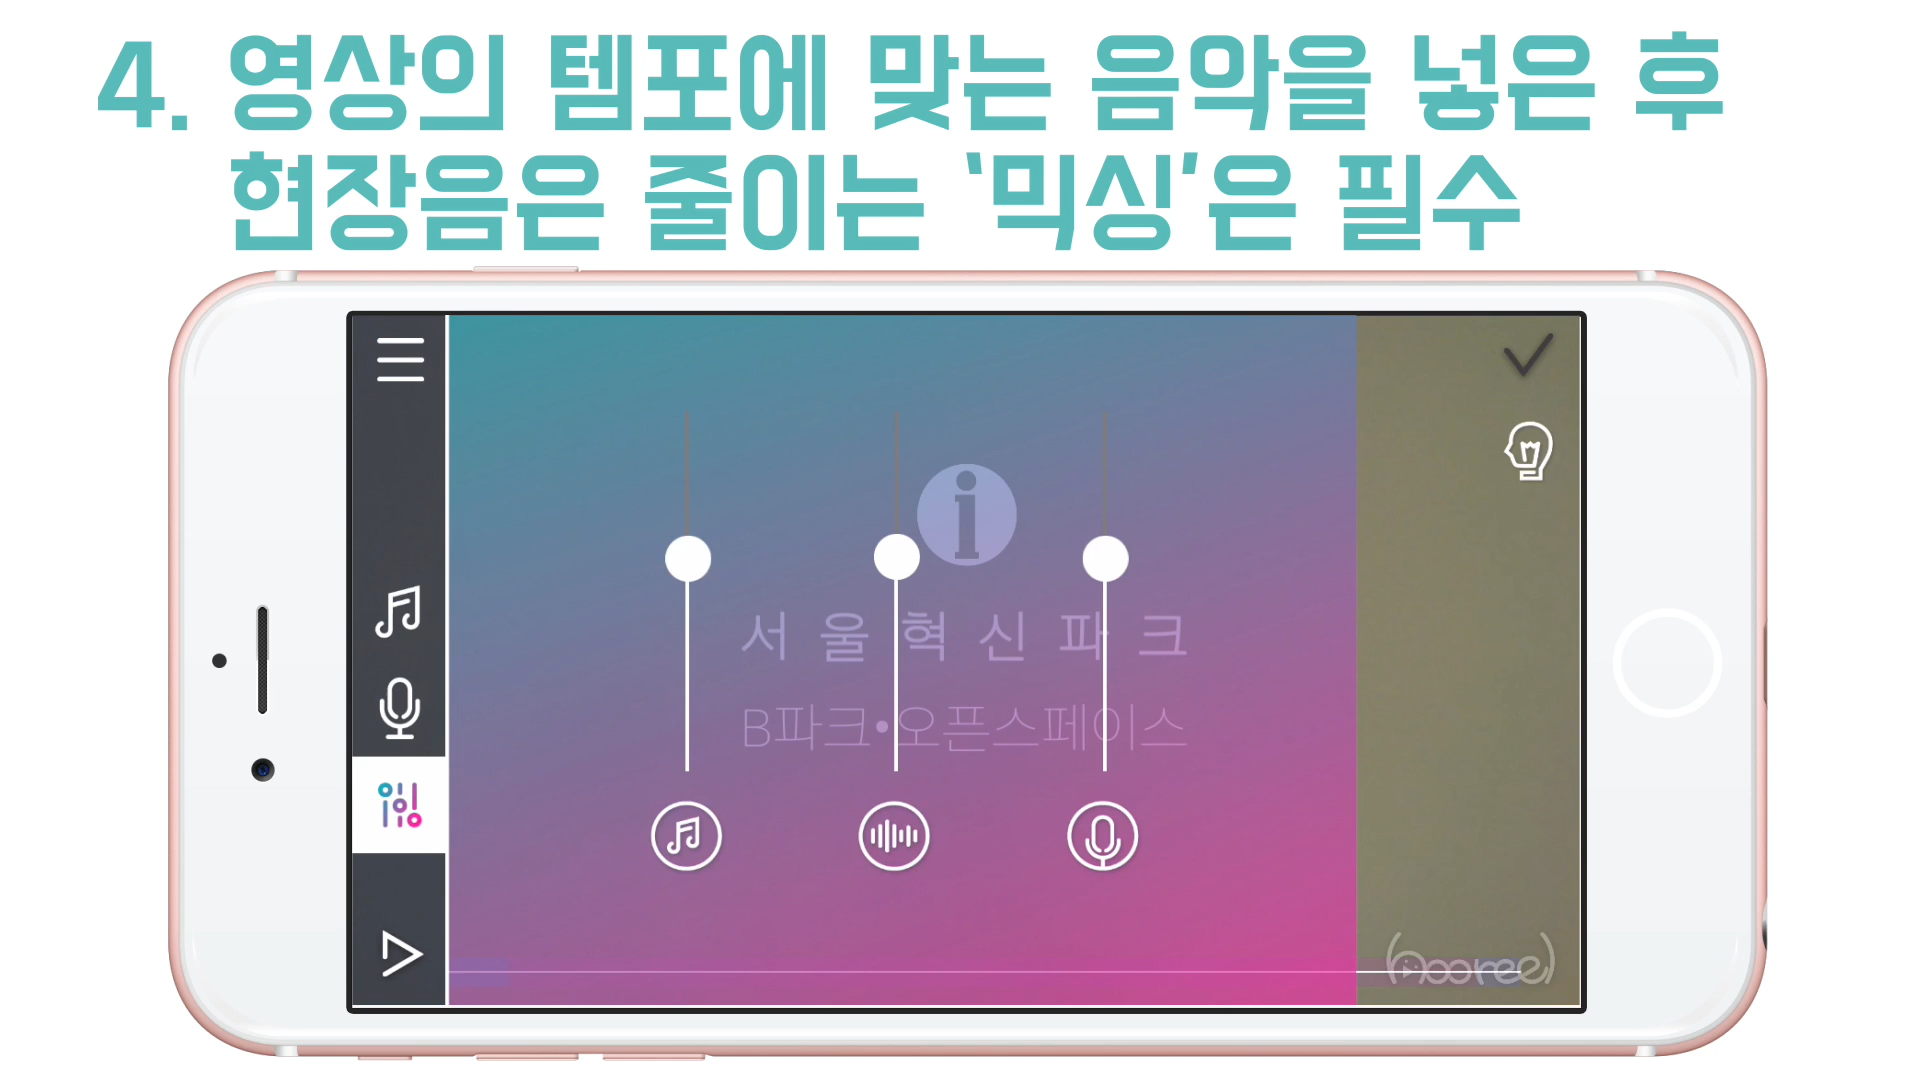 4. 영상의 템포에 맞는 음악을 넣은 후
현장음은 줄이는 ‘믹싱’은 필수
i
서울혁신파크
B파크•오픈스페이스